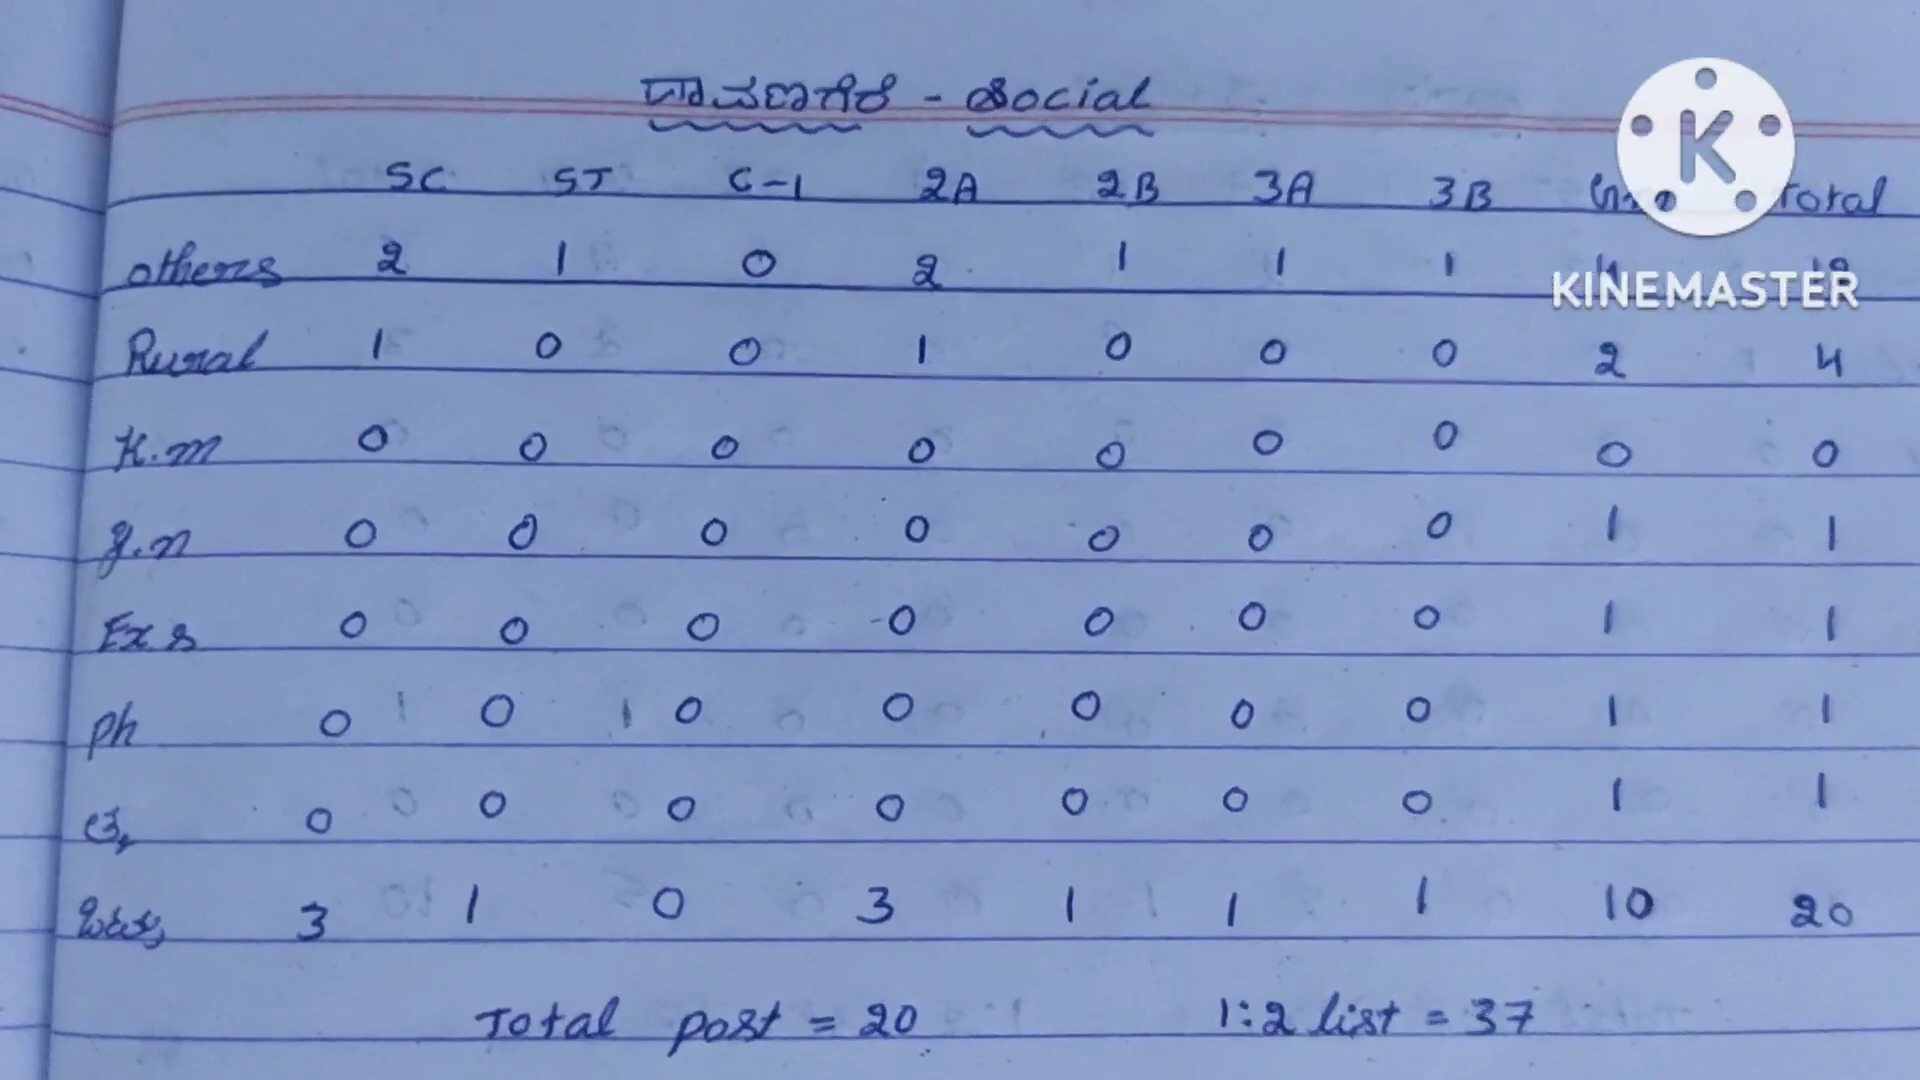 ದಾವಣಗೆರೆ - Social
SC ST C-1 2A 2B 3A 3B Total
others 2 1 0 2 1 1 1 4 12
Rural 1 0 0 1 0 0 0 2 4
K.m 0 0 0 0 0 0 0 0 0
g.n 0 0 0 0 0 0 0 1 1
Ex s 0 0 0 0 0 0 0 1 1
ph 0 0 0 0 0 0 0 1 1
0 0 0 0 0 0 0 1 1
ಒಟ್ಟು 3 1 0 3 1 1 1 10 20
Total post = 20 1:2 list = 37
K
KINEMASTER